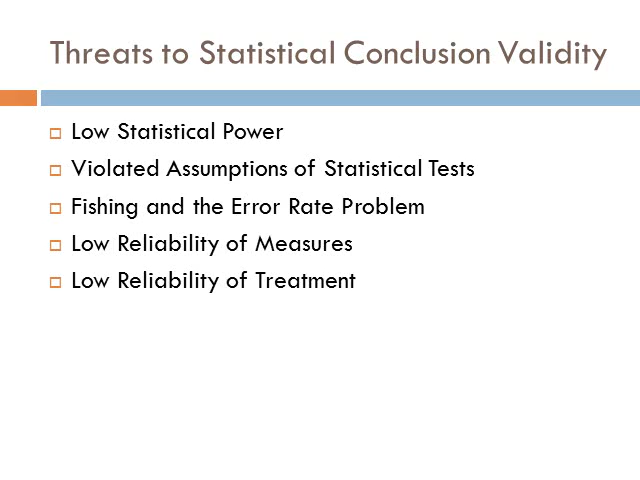 Threats to Statistical Conclusion Validity
Low Statistical Power
Violated Assumptions of Statistical Tests
Fishing and the Error Rate Problem
Low Reliability of Measures
Low Reliability of Treatment